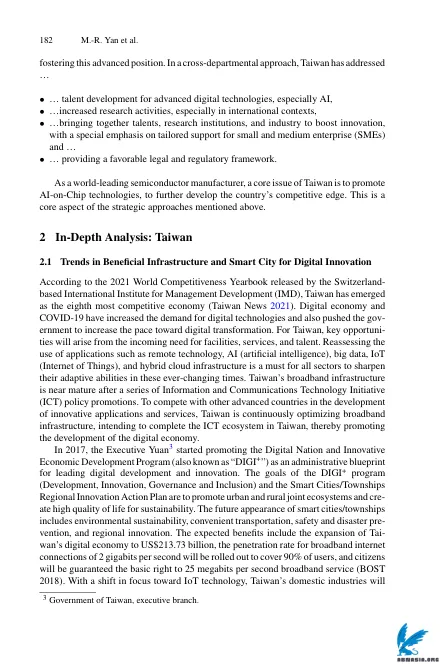 182 M.-R. Yan et al.
fostering this advanced position. In a cross-departmental approach, Taiwan has addressed
…
• … talent development for advanced digital technologies, especially AI,
• …increased research activities, especially in international contexts,
• …bringing together talents, research institutions, and industry to boost innovation,
with a special emphasis on tailored support for small and medium enterprise (SMEs)
and …
• … providing a favorable legal and regulatory framework.
As a world-leading semiconductor manufacturer, a core issue of Taiwan is to promote
AI-on-Chip technologies, to further develop the country's competitive edge. This is a
core aspect of the strategic approaches mentioned above.
2 In-Depth Analysis: Taiwan
2.1 Trends in Beneficial Infrastructure and Smart City for Digital Innovation
According to the 2021 World Competitiveness Yearbook released by the Switzerland-
based International Institute for Management Development (IMD), Taiwan has emerged
as the eighth most competitive economy (Taiwan News 2021). Digital economy and
COVID-19 have increased the demand for digital technologies and also pushed the gov-
ernment to increase the pace toward digital transformation. For Taiwan, key opportuni-
ties will arise from the incoming need for facilities, services, and talent. Reassessing the
use of applications such as remote technology, AI (artificial intelligence), big data, IoT
(Internet of Things), and hybrid cloud infrastructure is a must for all sectors to sharpen
their adaptive abilities in these ever-changing times. Taiwan's broadband infrastructure
is near mature after a series of Information and Communications Technology Initiative
(ICT) policy promotions. To compete with other advanced countries in the development
of innovative applications and services, Taiwan is continuously optimizing broadband
infrastructure, intending to complete the ICT ecosystem in Taiwan, thereby promoting
the development of the digital economy.
In 2017, the Executive Yuan³ started promoting the Digital Nation and Innovative
Economic Development Program (also known as “DIGI⁺”) as an administrative blueprint
for leading digital development and innovation. The goals of the DIGI⁺ program
(Development, Innovation, Governance and Inclusion) and the Smart Cities/Townships
Regional Innovation Action Plan are to promote urban and rural joint ecosystems and cre-
ate high quality of life for sustainability. The future appearance of smart cities/townships
includes environmental sustainability, convenient transportation, safety and disaster pre-
vention, and regional innovation. The expected benefits include the expansion of Tai-
wan's digital economy to US$213.73 billion, the penetration rate for broadband internet
connections of 2 gigabits per second will be rolled out to cover 90% of users, and citizens
will be guaranteed the basic right to 25 megabits per second broadband service (BOST
2018). With a shift in focus toward IoT technology, Taiwan's domestic industries will
³ Government of Taiwan, executive branch.